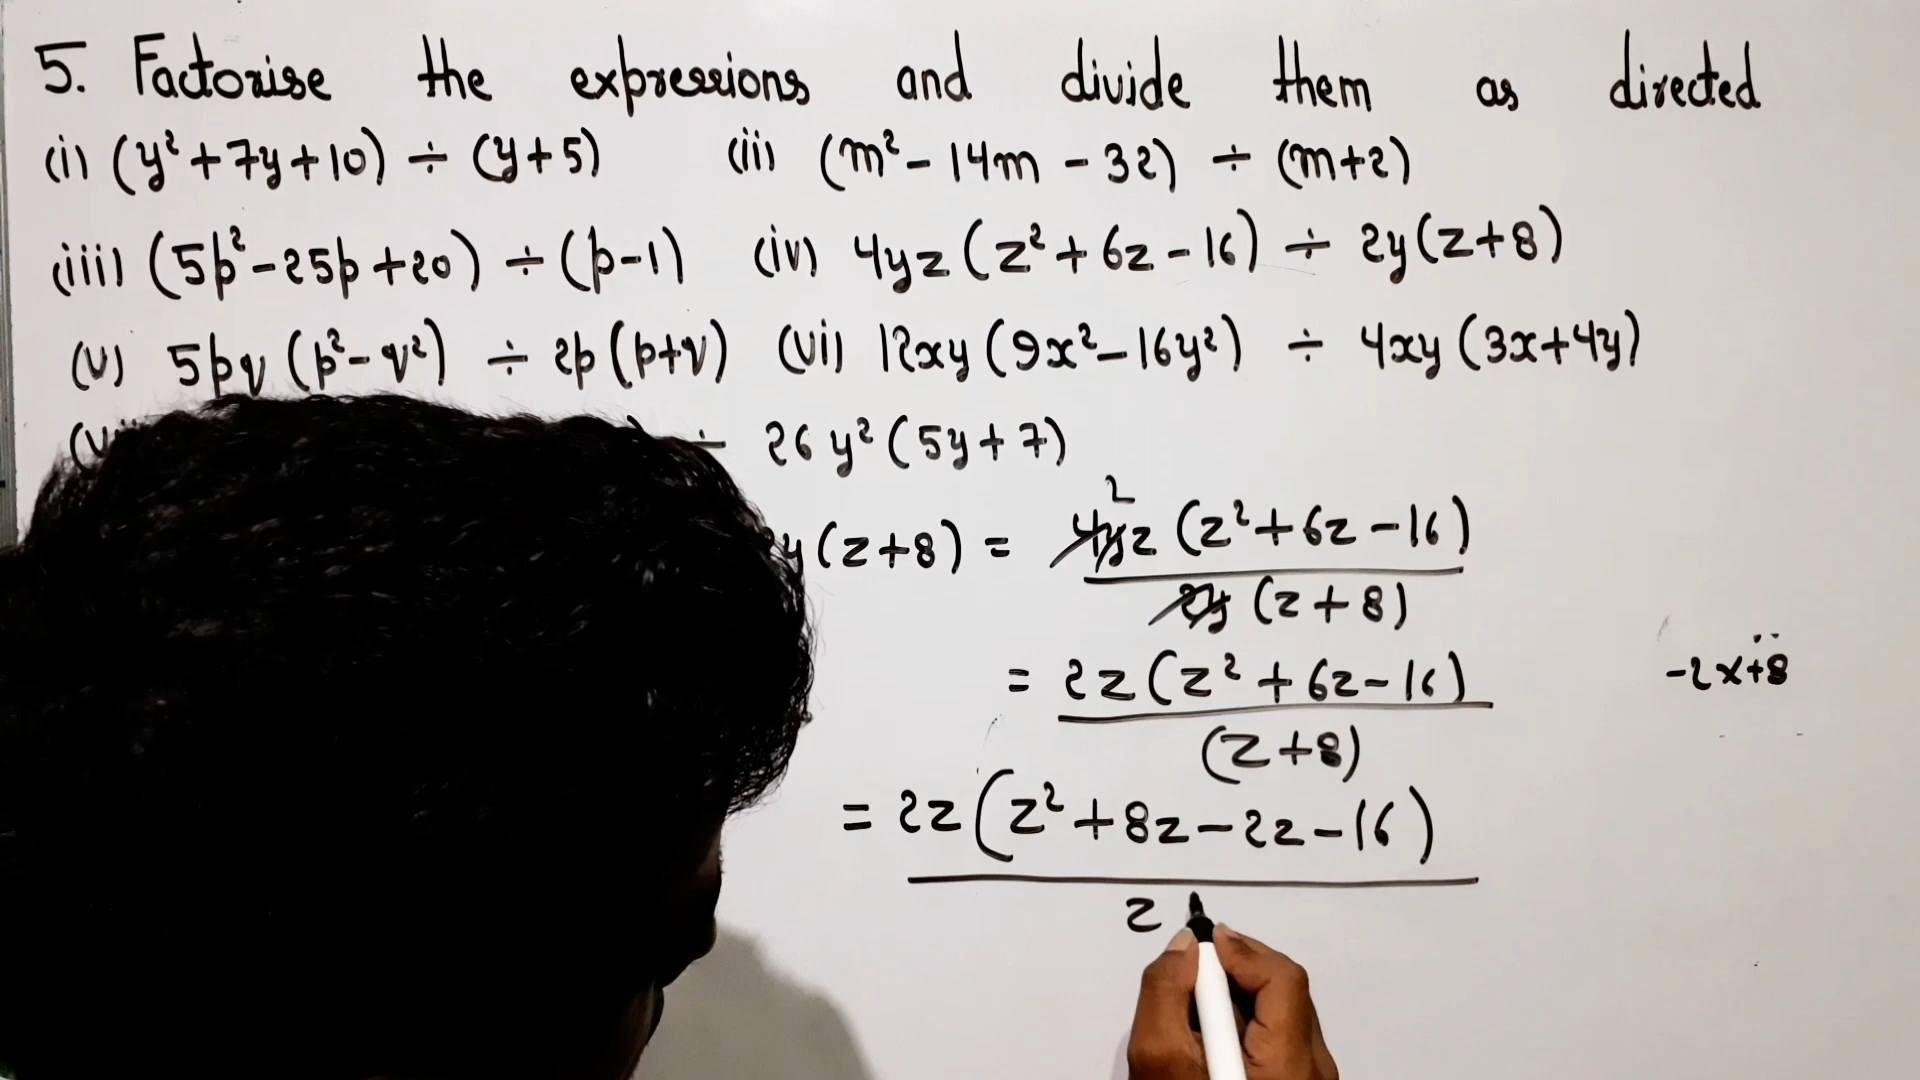 5. Factorise the expressions and divide them as directed
(i) (y²+7y+10) ÷ (y+5) (ii) (m²-14m-32) ÷ (m+2)
(iii) (5p²-25p+20) ÷ (p-1) (iv) 4yz(z²+6z-16) ÷ 2y(z+8)
(v) 5pq(p²-q²) ÷ 2p(p+q) (vi) 12xy(9x²-16y²) ÷ 4xy(3x+4y)
÷ 26y²(5y+7)
2
y(z+8) = 4yz(z²+6z-16)
2y(z+8)
= 2z(z²+6z-16)
-2x+8
(z+8)
= 2z(z²+8z-2z-16)
z